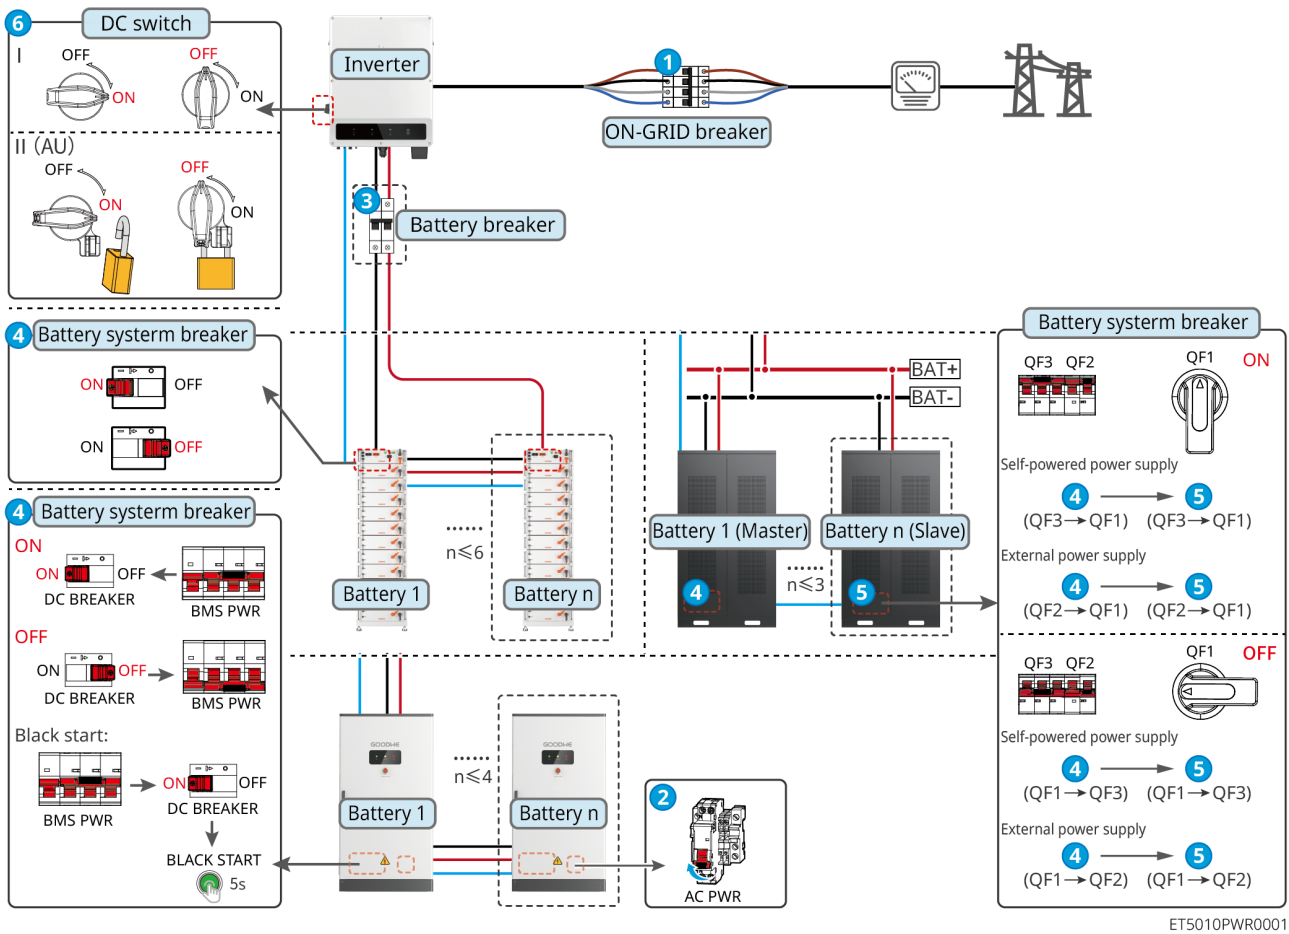 6 DC switch
I
OFF
ON
OFF
ON
II (AU)
OFF
ON
OFF
ON
Inverter
1
ON-GRID breaker
3
Battery breaker
4 Battery systerm breaker
ON OFF
ON OFF
4 Battery systerm breaker
ON
ON OFF
DC BREAKER
BMS PWR
OFF
ON OFF
DC BREAKER
BMS PWR
Black start:
BMS PWR
ON OFF
DC BREAKER
BLACK START
5s
Battery 1
n≤6
Battery n
BAT+
BAT-
Battery 1 (Master)
Battery n (Slave)
n≤3
4
5
GOODWE
Battery 1
n≤4
GOODWE
Battery n
2
AC PWR
Battery systerm breaker
QF3 QF2
QF1
ON
Self-powered power supply
4 5
(QF3→QF1) (QF3→QF1)
External power supply
4 5
(QF2→QF1) (QF2→QF1)
QF3 QF2
QF1
OFF
Self-powered power supply
4 5
(QF1→QF3) (QF1→QF3)
External power supply
4 5
(QF1→QF2) (QF1→QF2)
ET5010PWR0001